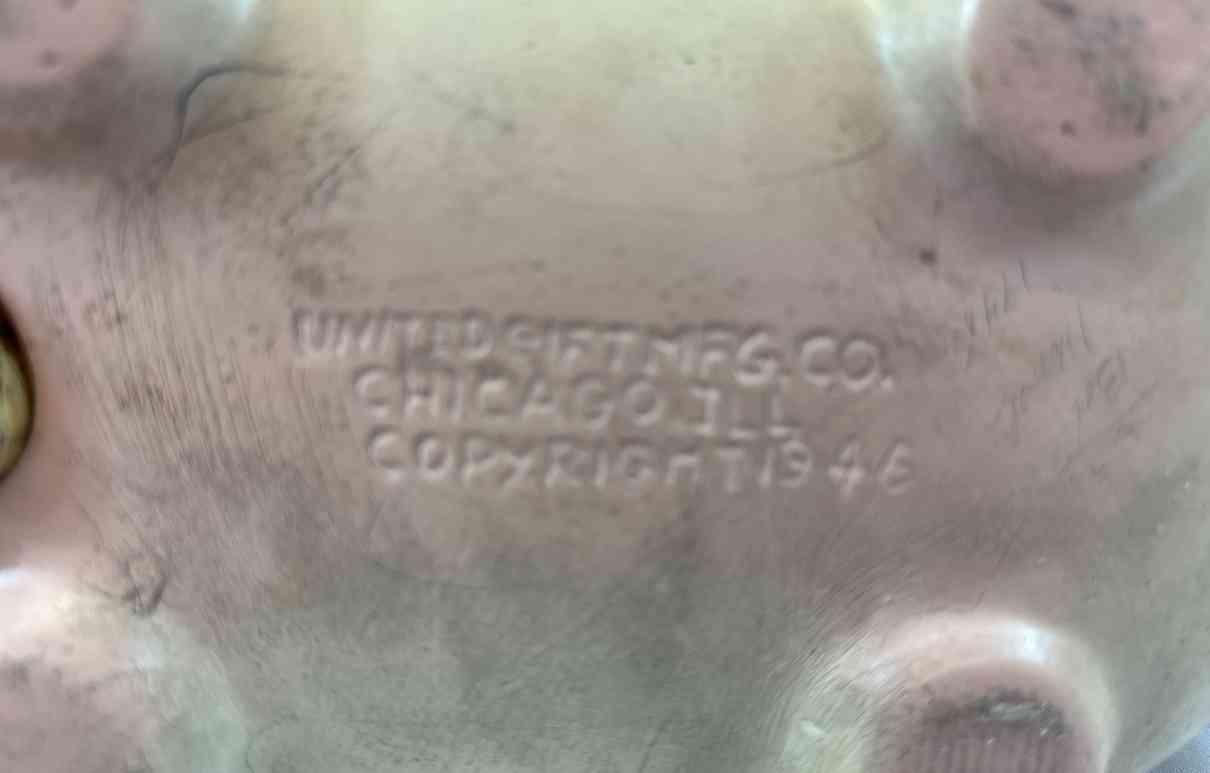 UNITED GIFT MFG. CO.
CHICAGO ILL
COPYRIGHT 1946